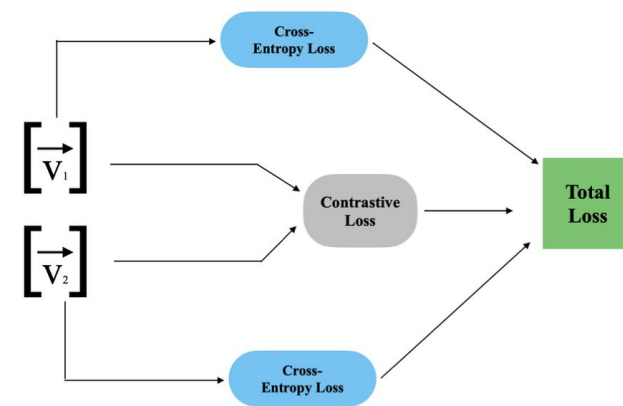 Cross-
Entropy Loss
[V₁]
Contrastive
Loss
Total
Loss
[V₂]
Cross-
Entropy Loss